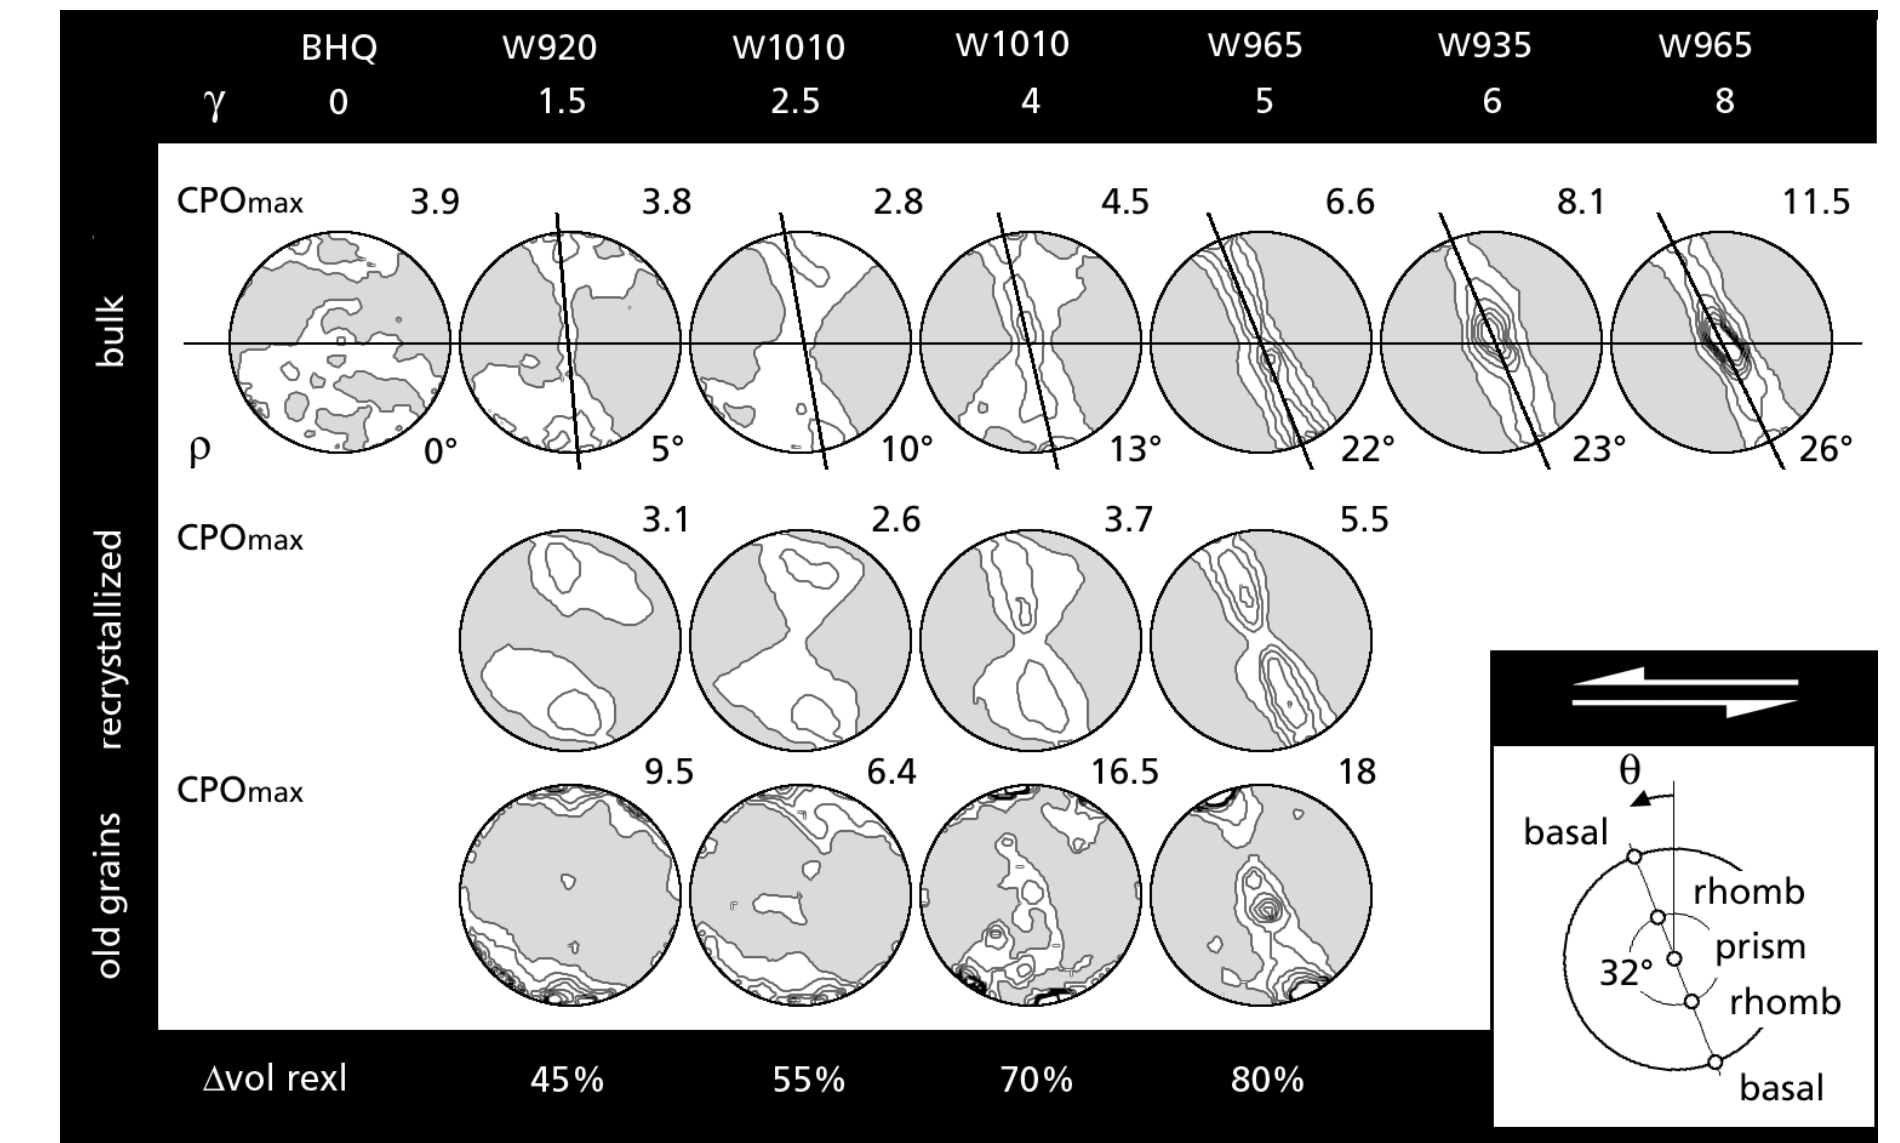 BHQ W920 W1010 W1010 W965 W935 W965
γ 0 1.5 2.5 4 5 6 8
CPOmax 3.9 3.8 2.8 4.5 6.6 8.1 11.5
bulk
ρ 0° 5° 10° 13° 22° 23° 26°
recrystallized
CPOmax 3.1 2.6 3.7 5.5
old grains
CPOmax 9.5 6.4 16.5 18
Δvol rexl 45% 55% 70% 80%
θ
basal
rhomb
prism
32°
rhomb
basal